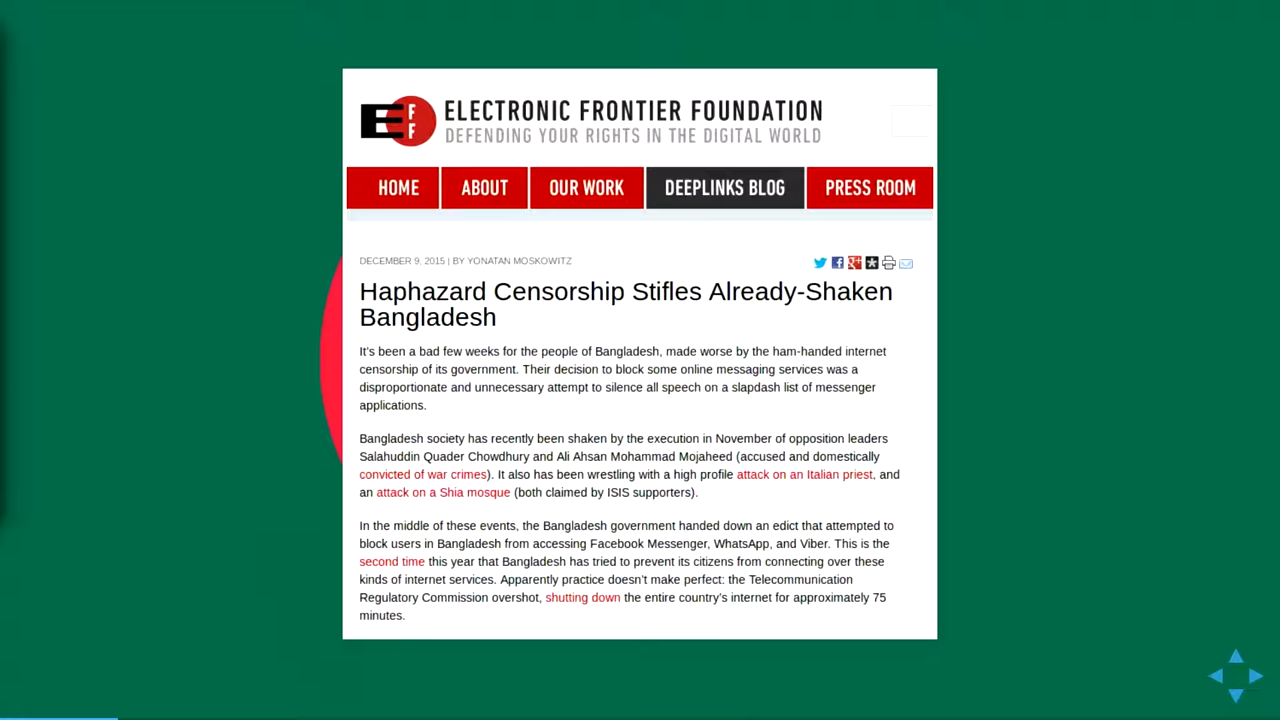 ELECTRONIC FRONTIER FOUNDATION
DEFENDING YOUR RIGHTS IN THE DIGITAL WORLD
EFF
HOME ABOUT OUR WORK DEEPLINKS BLOG PRESS ROOM
DECEMBER 9, 2015 | BY YONATAN MOSKOWITZ
Haphazard Censorship Stifles Already-Shaken
Bangladesh
It’s been a bad few weeks for the people of Bangladesh, made worse by the ham-handed internet
censorship of its government. Their decision to block some online messaging services was a
disproportionate and unnecessary attempt to silence all speech on a slapdash list of messenger
applications.
Bangladesh society has recently been shaken by the execution in November of opposition leaders
Salahuddin Quader Chowdhury and Ali Ahsan Mohammad Mojaheed (accused and domestically
convicted of war crimes). It also has been wrestling with a high profile attack on an Italian priest, and
an attack on a Shia mosque (both claimed by ISIS supporters).
In the middle of these events, the Bangladesh government handed down an edict that attempted to
block users in Bangladesh from accessing Facebook Messenger, WhatsApp, and Viber. This is the
second time this year that Bangladesh has tried to prevent its citizens from connecting over these
kinds of internet services. Apparently practice doesn’t make perfect: the Telecommunication
Regulatory Commission overshot, shutting down the entire country’s internet for approximately 75
minutes.